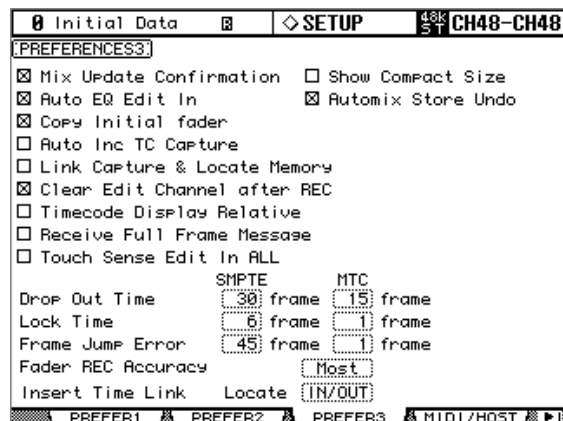 0 Initial Data ◇SETUP 48k ST CH48-CH48
PREFERENCES3
☒ Mix Update Confirmation ☐ Show Compact Size
☒ Auto EQ Edit In ☒ Automix Store Undo
☒ Copy Initial fader
☐ Auto Inc TC Capture
☐ Link Capture & Locate Memory
☒ Clear Edit Channel after REC
☐ Timecode Display Relative
☐ Receive Full Frame Message
☐ Touch Sense Edit In ALL
SMPTE MTC
Drop Out Time 30 frame 15 frame
Lock Time 6 frame 1 frame
Frame Jump Error 45 frame 1 frame
Fader REC Accuracy Most
Insert Time Link Locate IN/OUT
PREFER1 PREFER2 PREFER3 MIDI/HOST